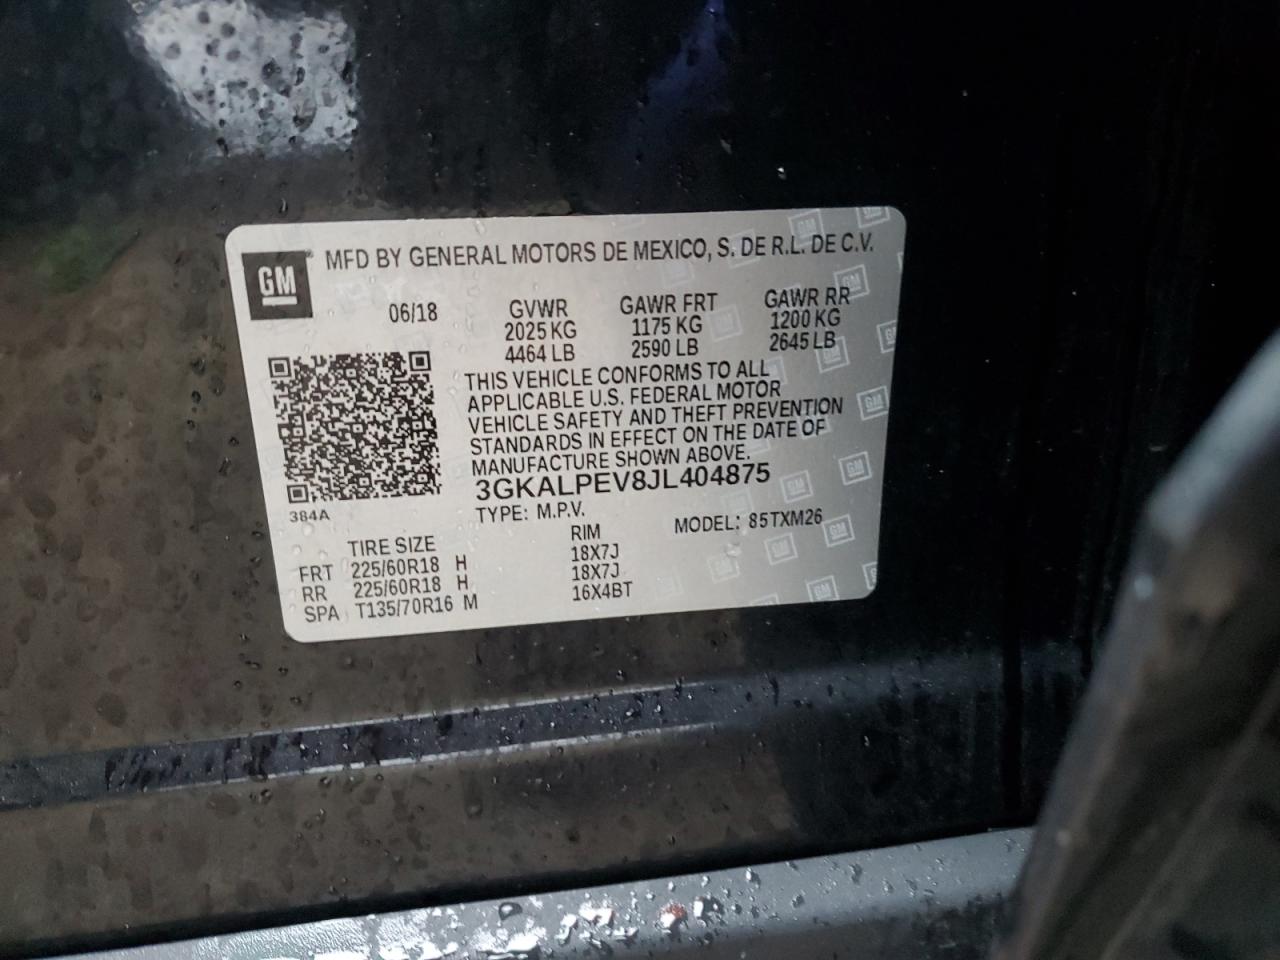 GM
MFD BY GENERAL MOTORS DE MEXICO, S. DE R.L. DE C.V.
06/18 GVWR GAWR FRT GAWR RR
2025 KG 1175 KG 1200 KG
4464 LB 2590 LB 2645 LB
THIS VEHICLE CONFORMS TO ALL
APPLICABLE U.S. FEDERAL MOTOR
VEHICLE SAFETY AND THEFT PREVENTION
STANDARDS IN EFFECT ON THE DATE OF
MANUFACTURE SHOWN ABOVE.
3GKALPEV8JL404875
384A
TYPE: M.P.V. MODEL: 85TXM26
TIRE SIZE RIM
FRT 225/60R18 H 18X7J
RR 225/60R18 H 18X7J
SPA T135/70R16 M 16X4BT